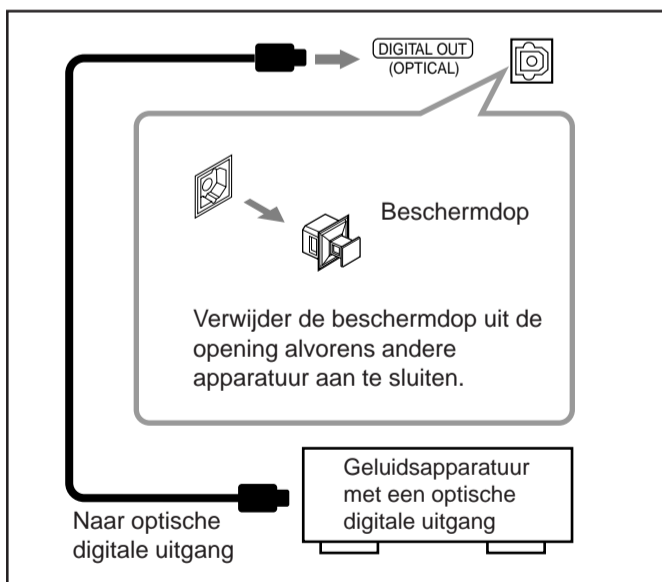 DIGITAL OUT
(OPTICAL)
Beschermdop
Verwijder de beschermdop uit de
opening alvorens andere
apparatuur aan te sluiten.
Geluidsapparatuur
met een optische
digitale uitgang
Naar optische
digitale uitgang